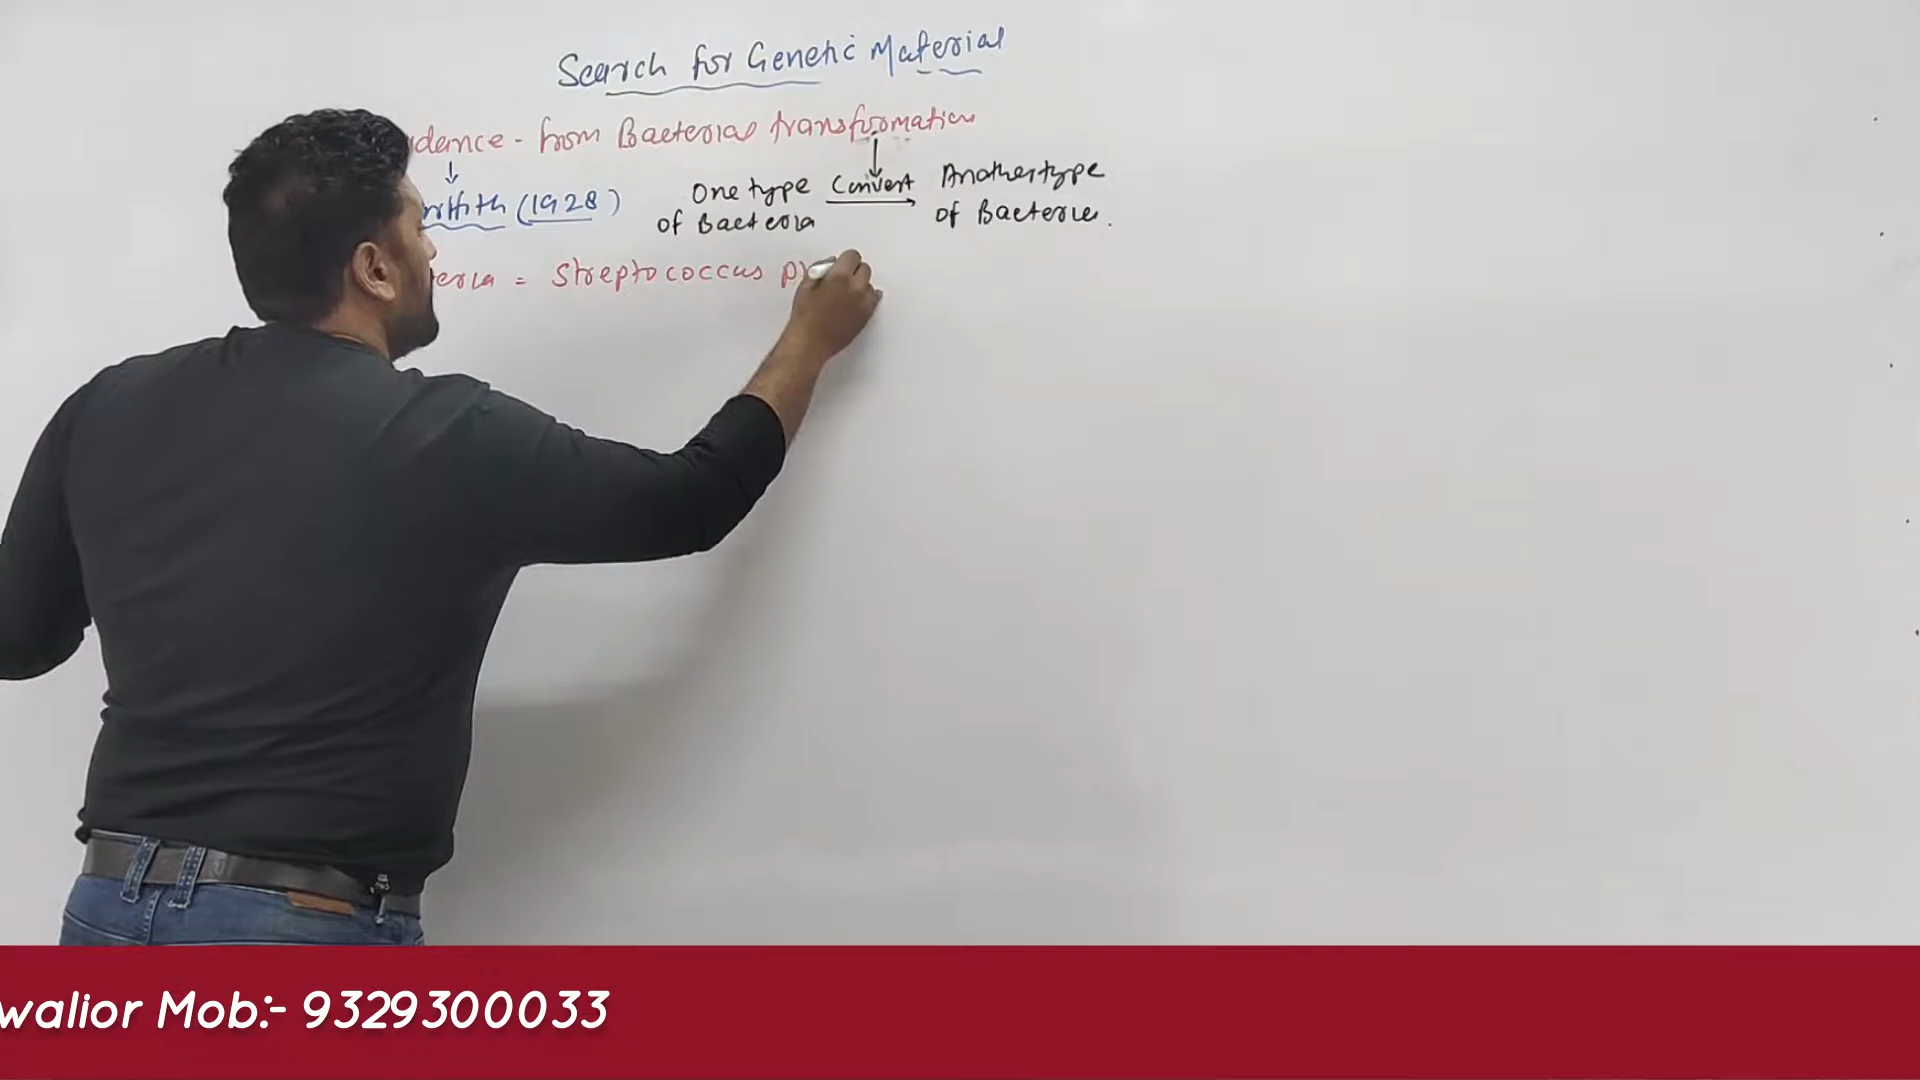 Search for Genetic Material
dence - from Bacterial transformation
(1928)
One type Convert Another type
of Bacteria of Bacteria.
eria = Streptococcus p
walior Mob:- 9329300033